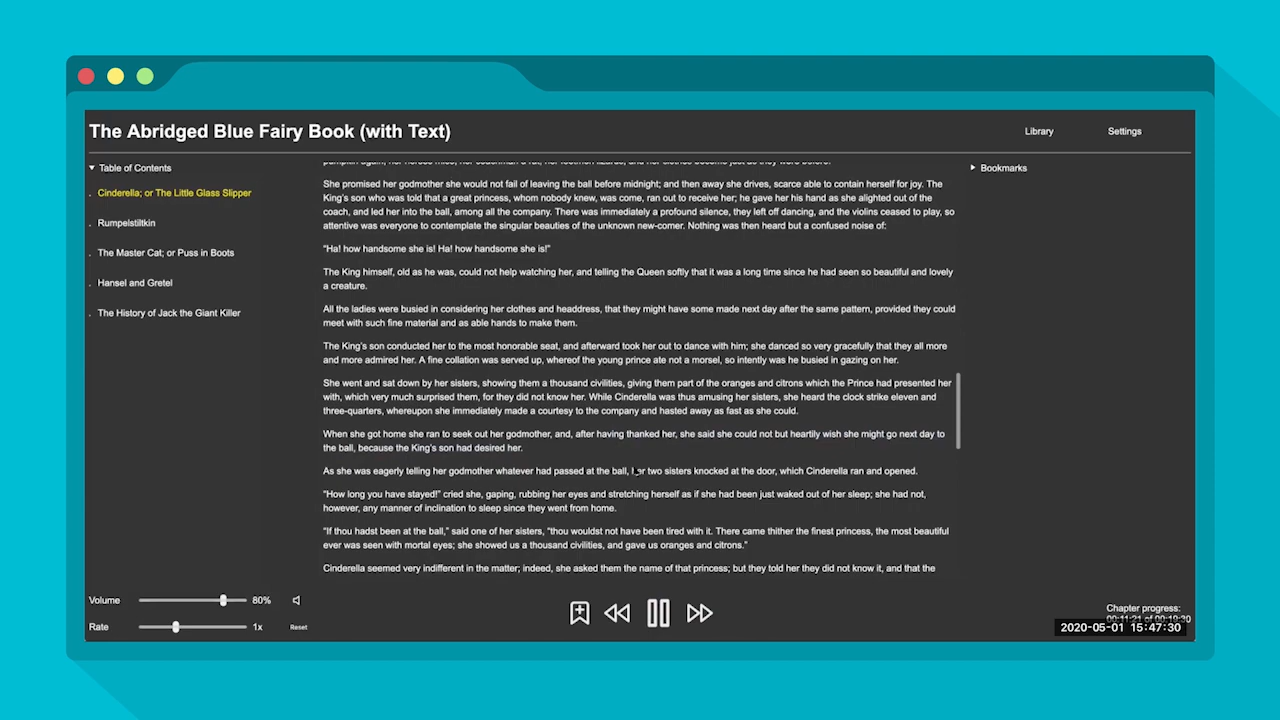 The Abridged Blue Fairy Book (with Text)
Library
Settings
Table of Contents
Cinderella; or The Little Glass Slipper
Rumpelstiltkin
The Master Cat; or Puss in Boots
Hansel and Gretel
The History of Jack the Giant Killer
She promised her godmother she would not fail of leaving the ball before midnight; and then away she drives, scarce able to contain herself for joy. The
King's son who was told that a great princess, whom nobody knew, was come, ran out to receive her; he gave her his hand as she alighted out of the
coach, and led her into the ball, among all the company. There was immediately a profound silence, they left off dancing, and the violins ceased to play, so
attentive was everyone to contemplate the singular beauties of the unknown new-comer. Nothing was then heard but a confused noise of:
“Ha! how handsome she is! Ha! how handsome she is!”
The King himself, old as he was, could not help watching her, and telling the Queen softly that it was a long time since he had seen so beautiful and lovely
a creature.
All the ladies were busied in considering her clothes and headdress, that they might have some made next day after the same pattern, provided they could
meet with such fine material and as able hands to make them.
The King's son conducted her to the most honorable seat, and afterward took her out to dance with him; she danced so very gracefully that they all more
and more admired her. A fine collation was served up, whereof the young prince ate not a morsel, so intently was he busied in gazing on her.
She went and sat down by her sisters, showing them a thousand civilities, giving them part of the oranges and citrons which the Prince had presented her
with, which very much surprised them, for they did not know her. While Cinderella was thus amusing her sisters, she heard the clock strike eleven and
three-quarters, whereupon she immediately made a courtesy to the company and hasted away as fast as she could.
When she got home she ran to seek out her godmother, and, after having thanked her, she said she could not but heartily wish she might go next day to
the ball, because the King's son had desired her.
As she was eagerly telling her godmother whatever had passed at the ball, her two sisters knocked at the door, which Cinderella ran and opened.
“How long you have stayed!” cried she, gaping, rubbing her eyes and stretching herself as if she had been just waked out of her sleep; she had not,
however, any manner of inclination to sleep since they went from home.
“If thou hadst been at the ball,” said one of her sisters, “thou wouldst not have been tired with it. There came thither the finest princess, the most beautiful
ever was seen with mortal eyes; she showed us a thousand civilities, and gave us oranges and citrons.”
Cinderella seemed very indifferent in the matter; indeed, she asked them the name of that princess; but they told her they did not know it, and that the
Bookmarks
Volume 80%
Rate 1x Reset
Chapter progress:
00:11:21 of 00:19:30
2020-05-01 15:47:30